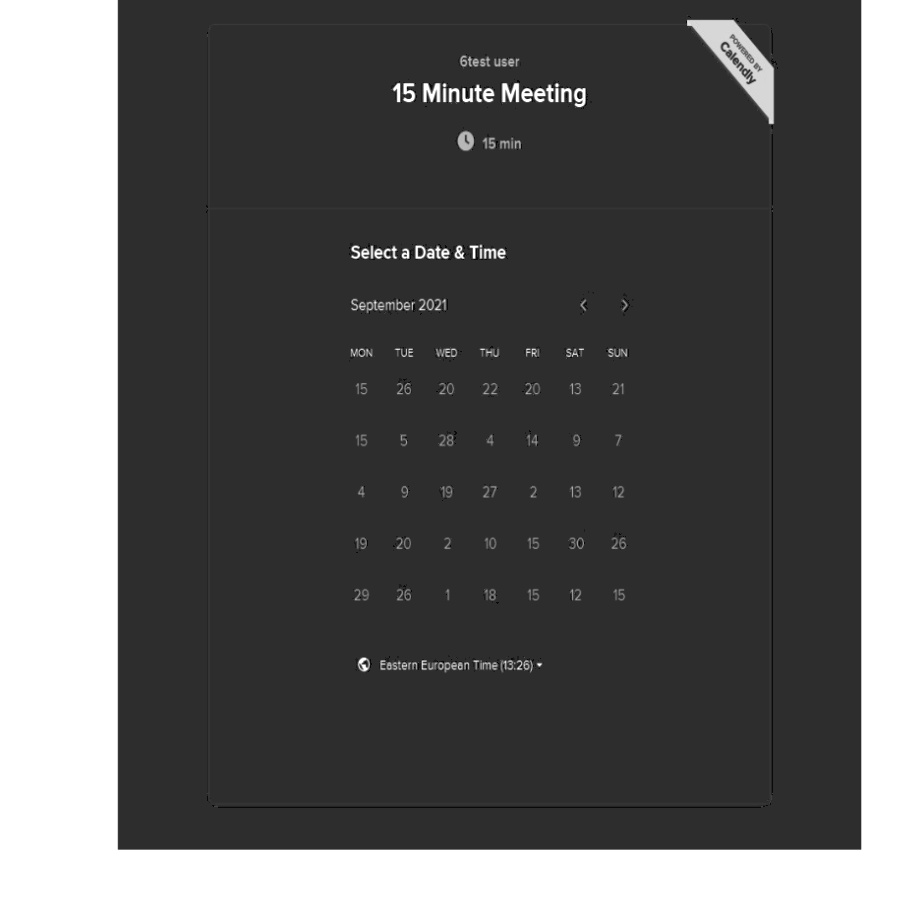 POWERED BY
Calendly
6test user
15 Minute Meeting
15 min
Select a Date & Time
September 2021
MON TUE WED THU FRI SAT SUN
15 26 20 22 20 13 21
15 5 28 4 14 9 7
4 9 19 27 2 13 12
19 20 2 10 15 30 26
29 26 1 18 15 12 15
Eastern European Time (13:26)